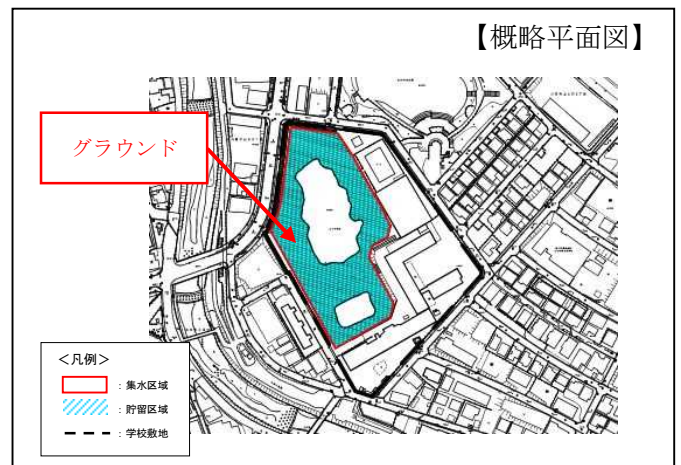 【概略平面図】
グラウンド
＜凡例＞
：集水区域
：貯留区域
：学校敷地